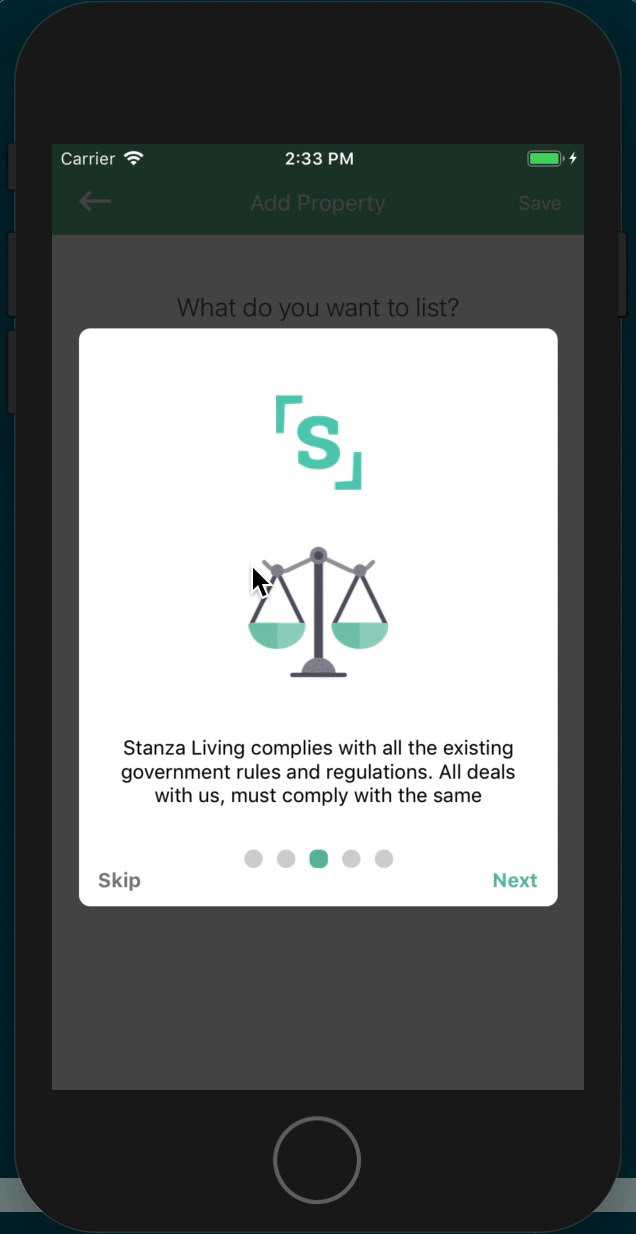 Carrier 2:33 PM
Add Property Save
What do you want to list?
S
Stanza Living complies with all the existing
government rules and regulations. All deals
with us, must comply with the same
Skip Next